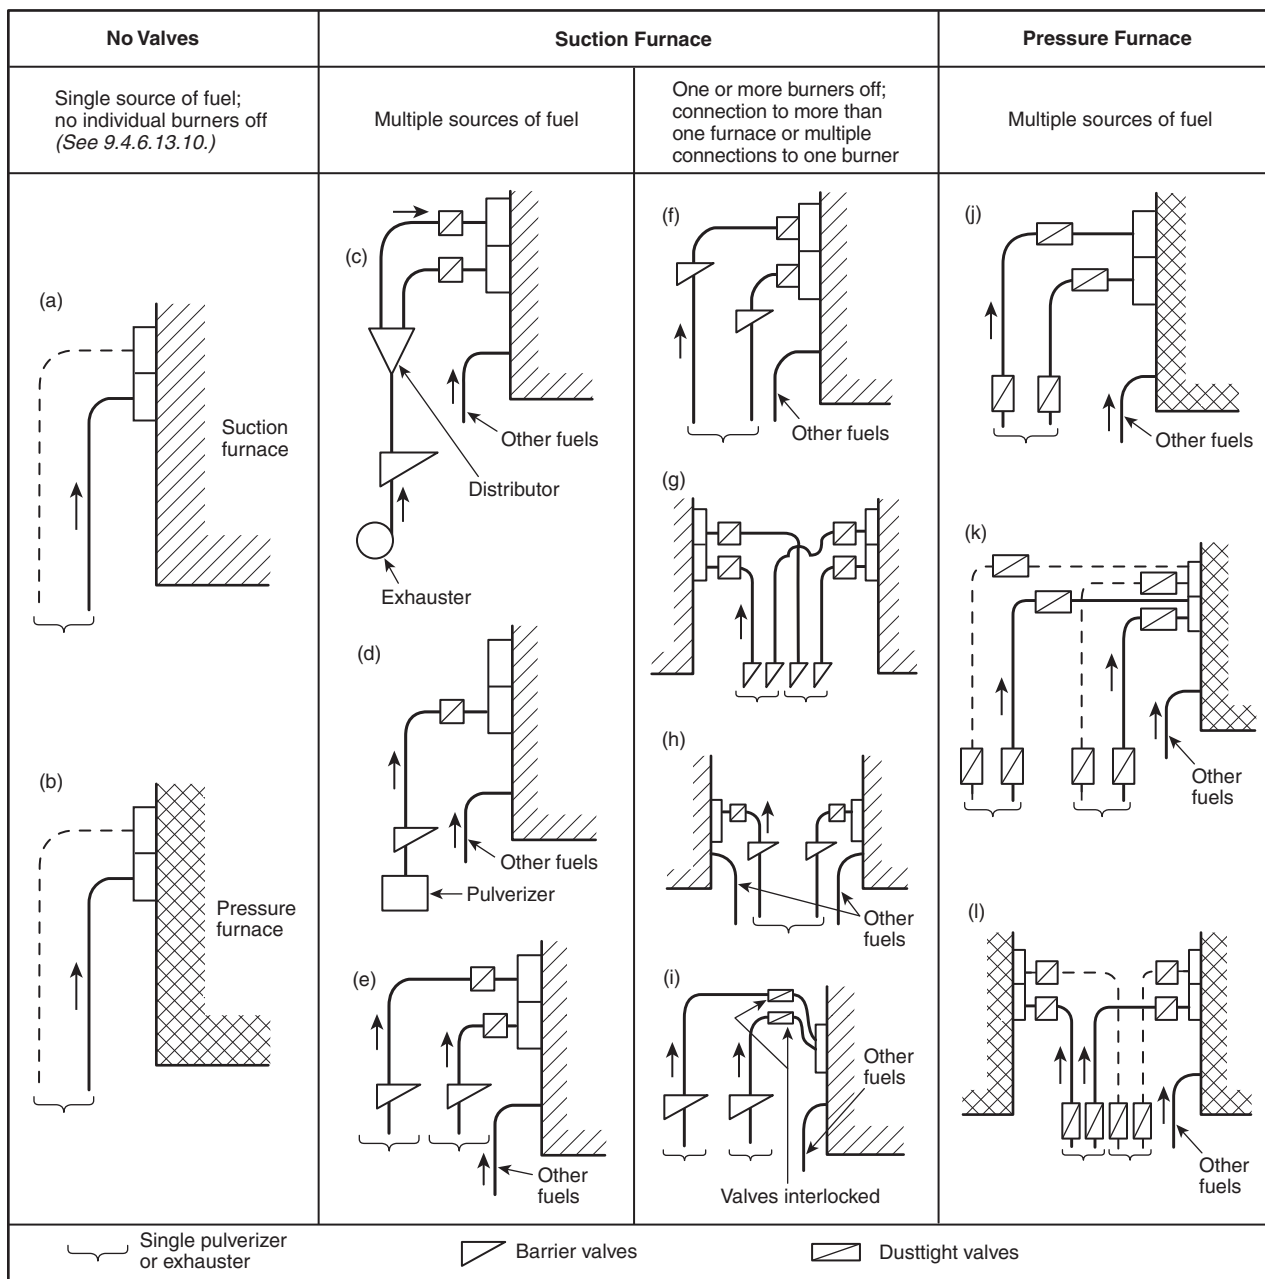 No Valves
Suction Furnace
Pressure Furnace
Single source of fuel;
no individual burners off
(See 9.4.6.13.10.)
Multiple sources of fuel
One or more burners off;
connection to more than
one furnace or multiple
connections to one burner
Multiple sources of fuel
(a)
Suction
furnace
(b)
Pressure
furnace
(c)
Other fuels
Distributor
Exhauster
(d)
Other fuels
Pulverizer
(e)
Other
fuels
(f)
Other fuels
(g)
(h)
Other
fuels
(i)
Other
fuels
Valves interlocked
(j)
Other fuels
(k)
Other
fuels
(l)
Other
fuels
Single pulverizer
or exhauster
Barrier valves
Dusttight valves